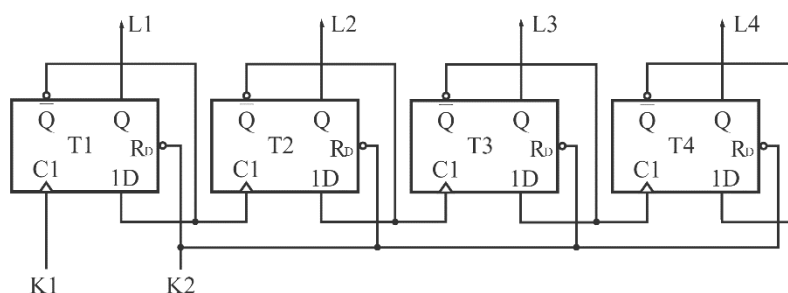 L1 L2 L3 L4
Q̅ Q Q̅ Q Q̅ Q Q̅ Q
T1 T2 T3 T4
RD RD RD RD
C1 1D C1 1D C1 1D C1 1D
K1 K2